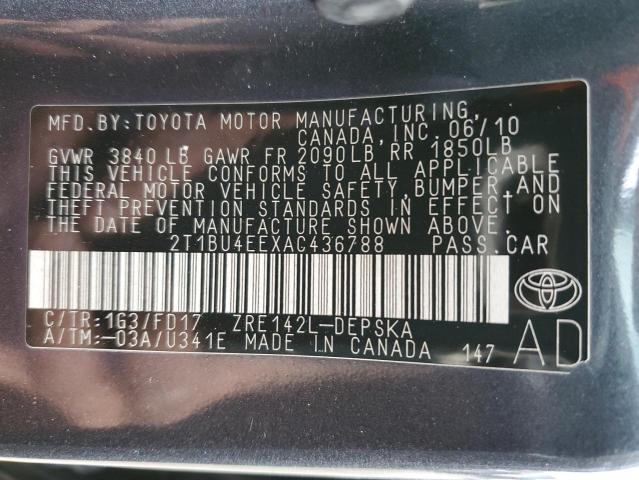 MFD.BY:TOYOTA MOTOR MANUFACTURING,
CANADA, INC. 06/10
GVWR 3840 LB GAWR FR 2090LB RR 1850LB
THIS VEHICLE CONFORMS TO ALL APPLICABLE
FEDERAL MOTOR VEHICLE SAFETY, BUMPER, AND
THEFT PREVENTION STANDARDS IN EFFECT ON
THE DATE OF MANUFACTURE SHOWN ABOVE.
2T1BU4EEXAC436788 PASS.CAR
C/TR:1G3/FD17 ZRE142L-DEPSKA
A/TM:-03A/U341E MADE IN CANADA 147
AD